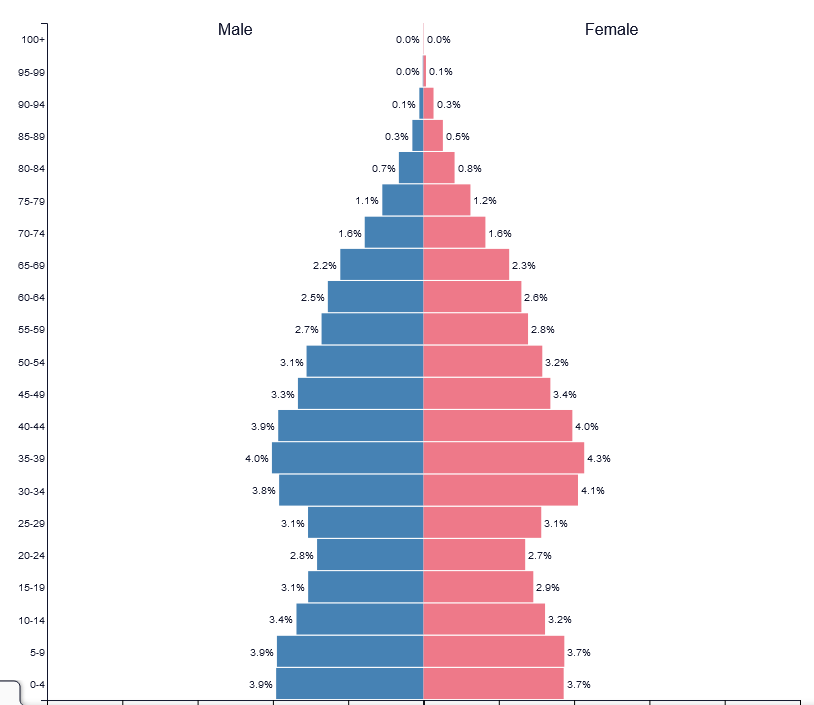 Male Female
100+ 0.0% 0.0%
95-99 0.0% 0.1%
90-94 0.1% 0.3%
85-89 0.3% 0.5%
80-84 0.7% 0.8%
75-79 1.1% 1.2%
70-74 1.6% 1.6%
65-69 2.2% 2.3%
60-64 2.5% 2.6%
55-59 2.7% 2.8%
50-54 3.1% 3.2%
45-49 3.3% 3.4%
40-44 3.9% 4.0%
35-39 4.0% 4.3%
30-34 3.8% 4.1%
25-29 3.1% 3.1%
20-24 2.8% 2.7%
15-19 3.1% 2.9%
10-14 3.4% 3.2%
5-9 3.9% 3.7%
0-4 3.9% 3.7%